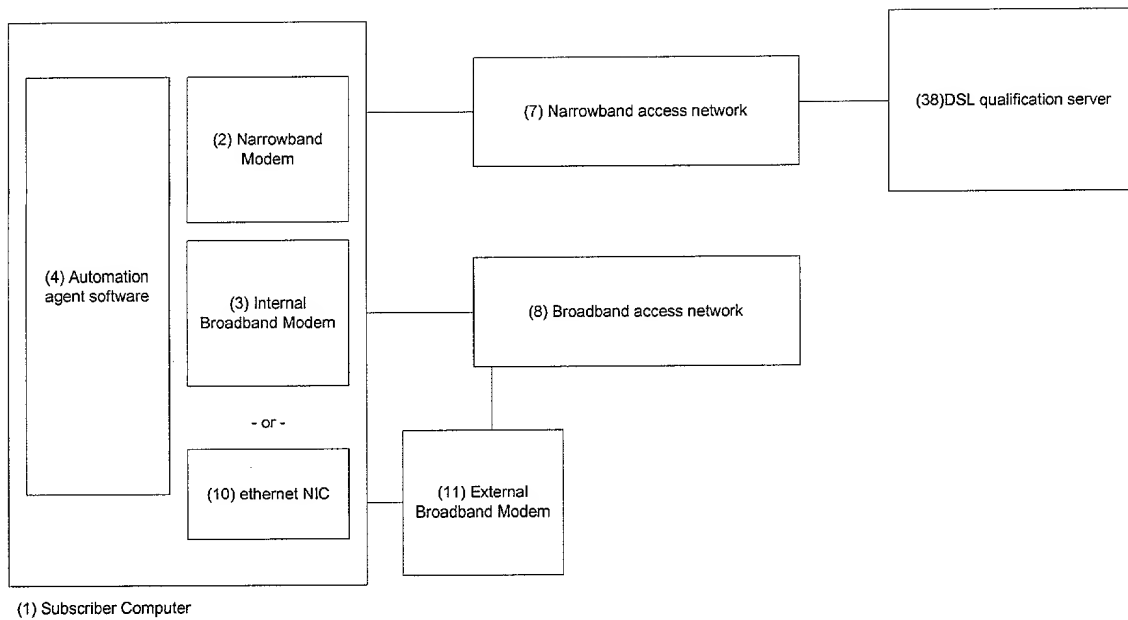 (38)DSL qualification server
(7) Narrowband access network
(2) Narrowband
Modem
(4) Automation
agent software
(3) Internal
Broadband Modem
(8) Broadband access network
- or -
(10) ethernet NIC
(11) External
Broadband Modem
(1) Subscriber Computer